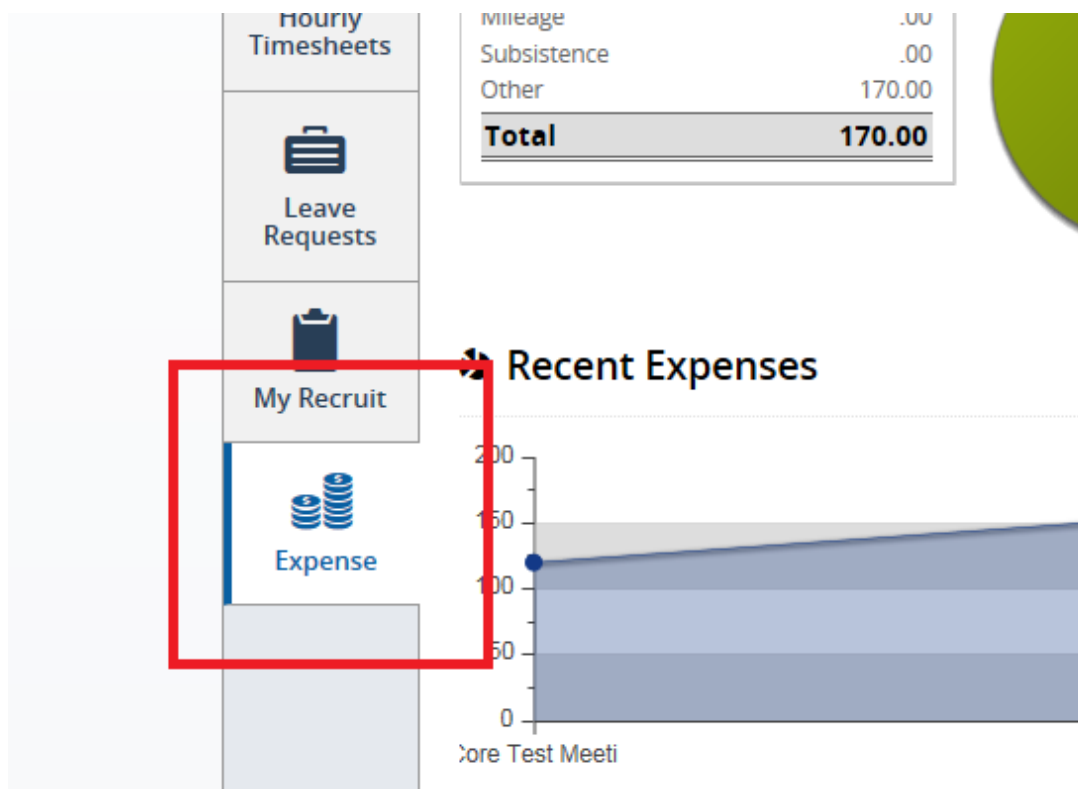 Hourly
Timesheets
Leave
Requests
My Recruit
Expense
Mileage .00
Subsistence .00
Other 170.00
Total 170.00
Recent Expenses
200
150
100
50
0
Core Test Meeti